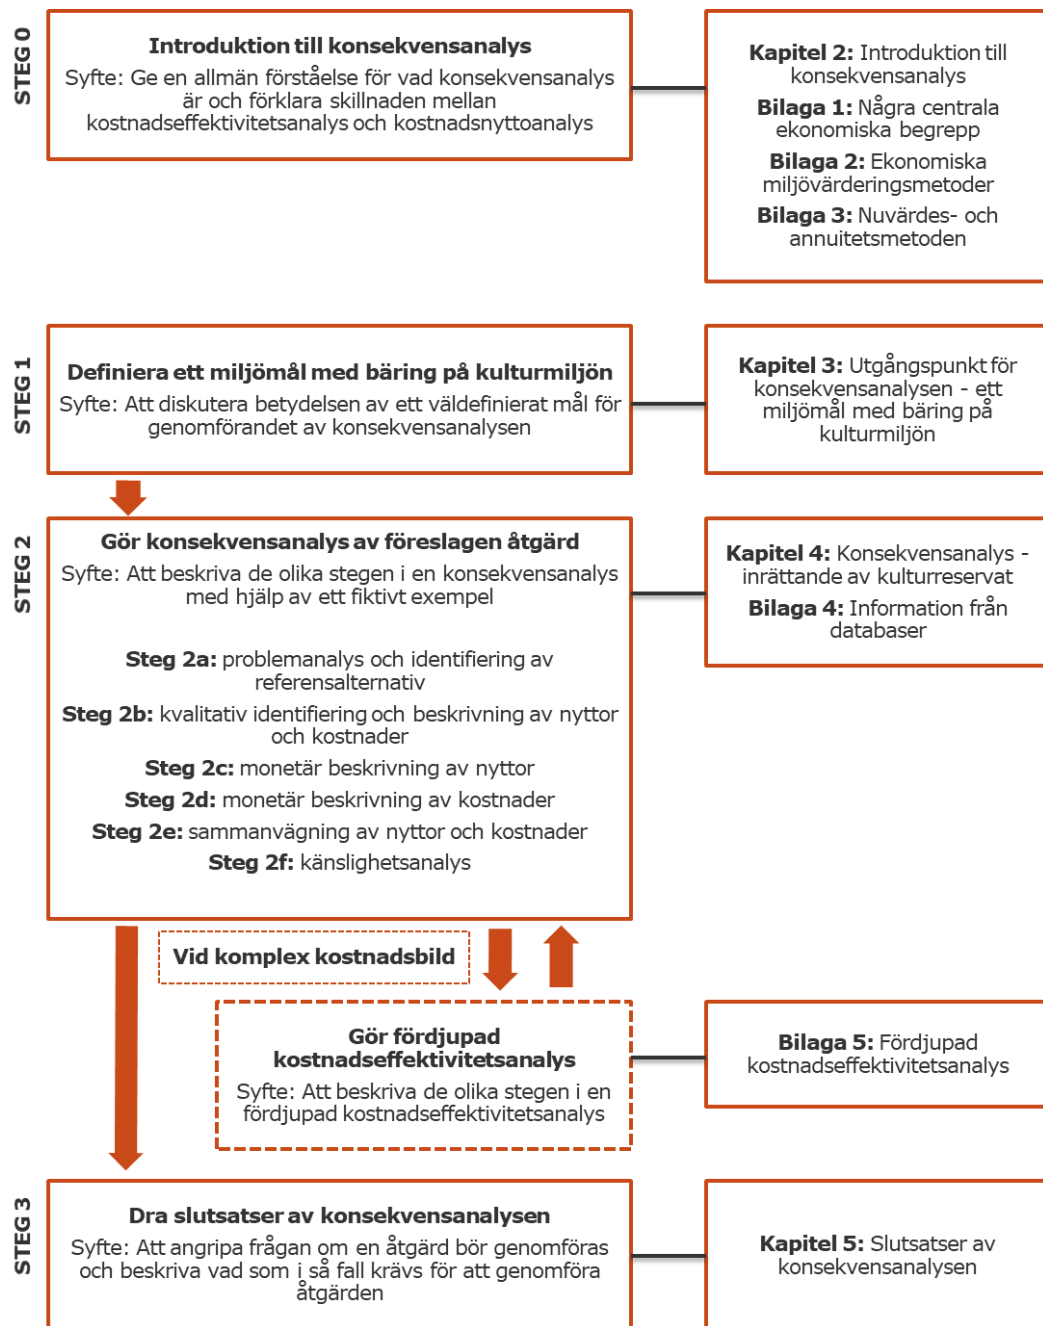 STEG 0
Introduktion till konsekvensanalys
Syfte: Ge en allmän förståelse för vad konsekvensanalys
är och förklara skillnaden mellan
kostnadseffektivitetsanalys och kostnadsnyttoanalys
Kapitel 2: Introduktion till
konsekvensanalys
Bilaga 1: Några centrala
ekonomiska begrepp
Bilaga 2: Ekonomiska
miljövärderingsmetoder
Bilaga 3: Nuvärdes- och
annuitetsmetoden
STEG 1
Definiera ett miljömål med bäring på kulturmiljön
Syfte: Att diskutera betydelsen av ett väldefinierat mål för
genomförandet av konsekvensanalysen
Kapitel 3: Utgångspunkt för
konsekvensanalysen - ett
miljömål med bäring på
kulturmiljön
STEG 2
Gör konsekvensanalys av föreslagen åtgärd
Syfte: Att beskriva de olika stegen i en konsekvensanalys
med hjälp av ett fiktivt exempel
Steg 2a: problemanalys och identifiering av
referensalternativ
Steg 2b: kvalitativ identifiering och beskrivning av nyttor
och kostnader
Steg 2c: monetär beskrivning av nyttor
Steg 2d: monetär beskrivning av kostnader
Steg 2e: sammanvägning av nyttor och kostnader
Steg 2f: känslighetsanalys
Kapitel 4: Konsekvensanalys -
inrättande av kulturreservat
Bilaga 4: Information från
databaser
Vid komplex kostnadsbild
Gör fördjupad
kostnadseffektivitetsanalys
Syfte: Att beskriva de olika stegen i en
fördjupad kostnadseffektivitetsanalys
Bilaga 5: Fördjupad
kostnadseffektivitetsanalys
STEG 3
Dra slutsatser av konsekvensanalysen
Syfte: Att angripa frågan om en åtgärd bör genomföras
och beskriva vad som i så fall krävs för att genomföra
åtgärden
Kapitel 5: Slutsatser av
konsekvensanalysen